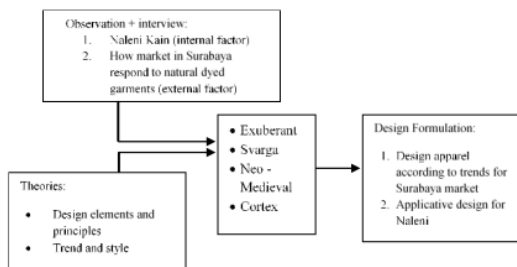 Observation + interview:
1. Naleni Kain (internal factor)
2. How market in Surabaya
respond to natural dyed
garments (external factor)
• Exuberant
• Svarga
• Neo -
Medieval
• Cortex
Design Formulation:
1. Design apparel
according to trends for
Surabaya market
2. Applicative design for
Naleni
Theories:
• Design elements and
principles
• Trend and style